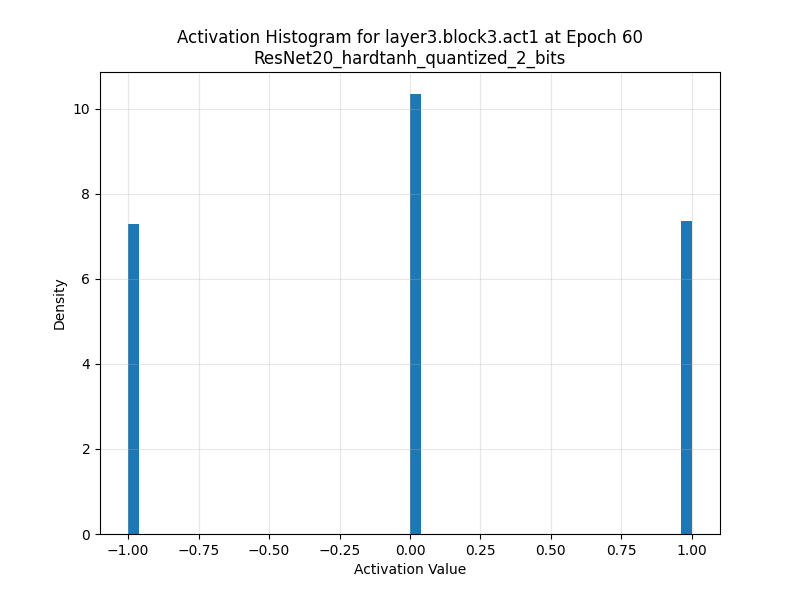 Activation Histogram for layer3.block3.act1 at Epoch 60
ResNet20_hardtanh_quantized_2_bits
10
8
6
4
2
0
Density
−1.00 −0.75 −0.50 −0.25 0.00 0.25 0.50 0.75 1.00
Activation Value